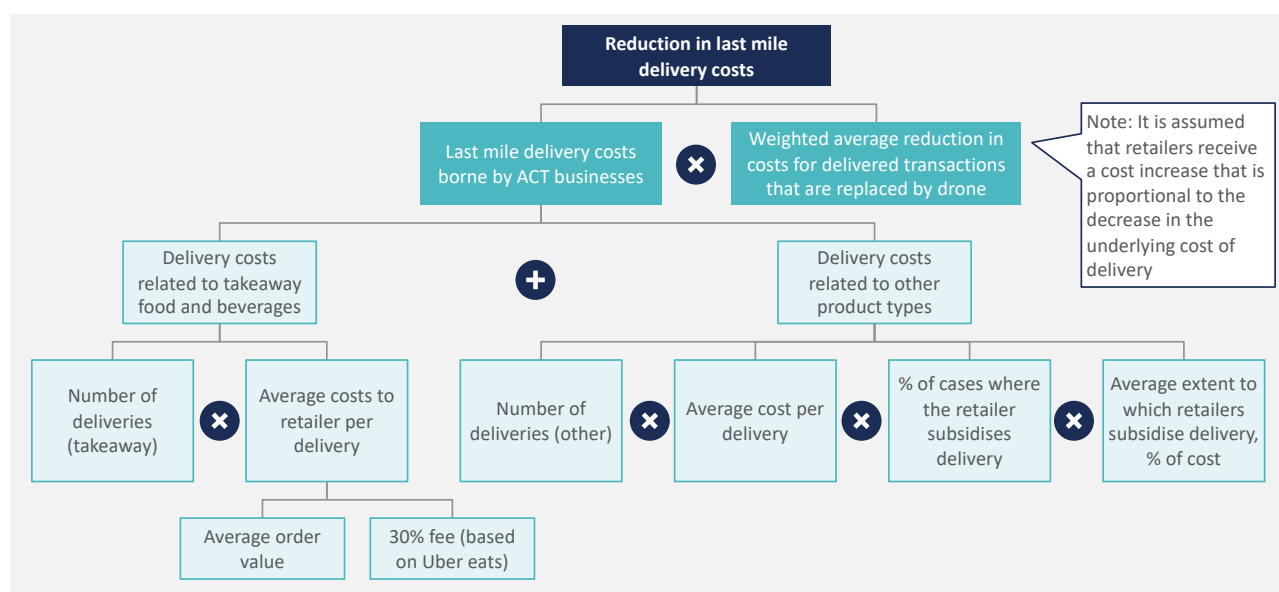 Reduction in last mile
delivery costs
Last mile delivery costs
borne by ACT businesses
Weighted average reduction in
costs for delivered transactions
that are replaced by drone
Note: It is assumed
that retailers receive
a cost increase that is
proportional to the
decrease in the
underlying cost of
delivery
Delivery costs
related to takeaway
food and beverages
Delivery costs
related to other
product types
Number of
deliveries
(takeaway)
Average costs to
retailer per
delivery
Number of
deliveries (other)
Average cost per
delivery
% of cases where
the retailer
subsidises
delivery
Average extent to
which retailers
subsidise delivery,
% of cost
Average order
value
30% fee (based
on Uber eats)